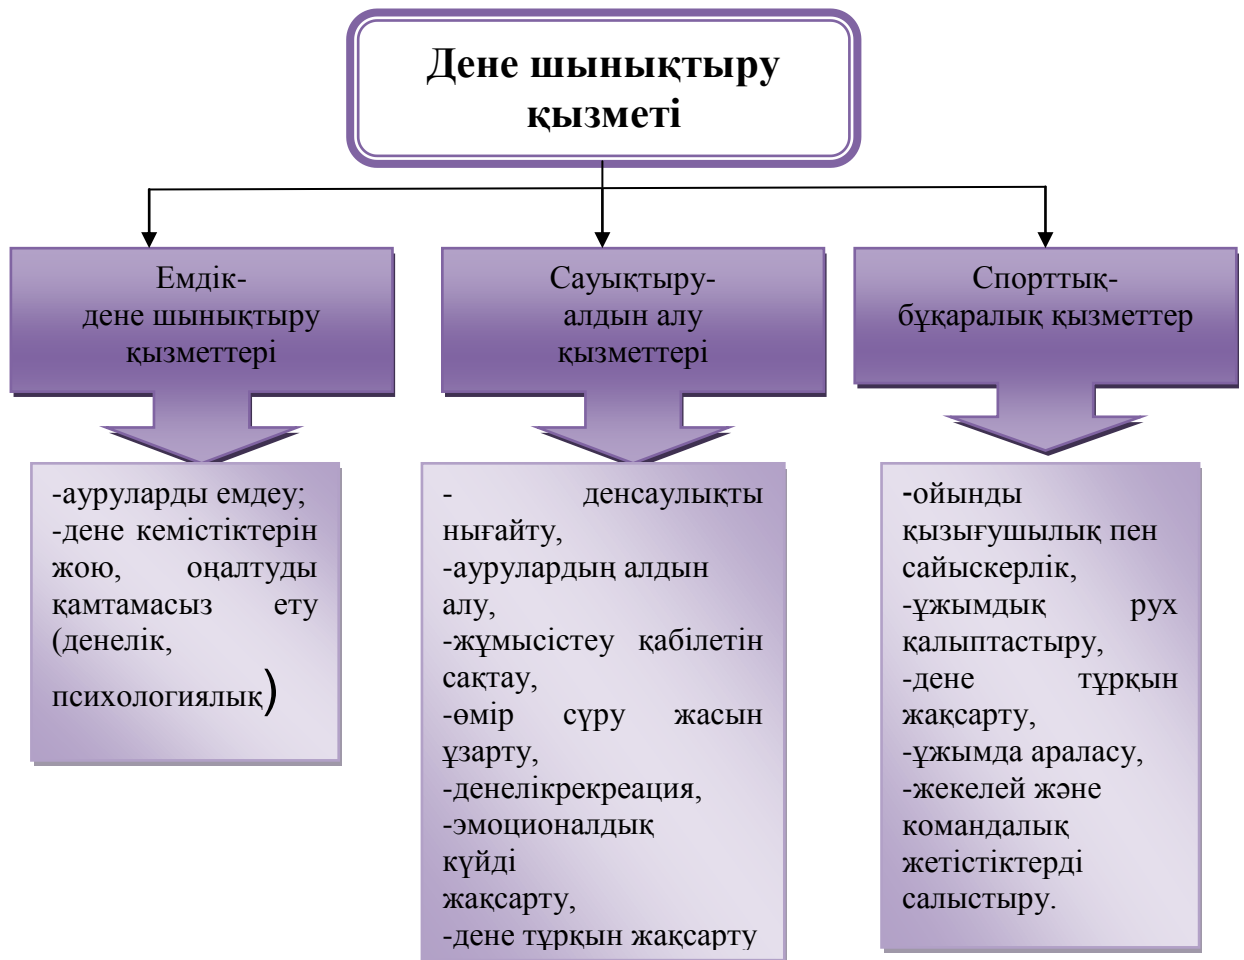 Дене шынықтыру
қызметі
Емдік-
дене шынықтыру
қызметтері
Сауықтыру-
алдын алу
қызметтері
Спорттық-
бұқаралық қызметтер
-ауруларды емдеу;
-дене кемістіктерін
жою, оңалтуды
қамтамасыз ету
(денелік,
психологиялық)
- денсаулықты
нығайту,
-аурулардың алдын
алу,
-жұмысістеу қабілетін
сақтау,
-өмір сүру жасын
ұзарту,
-денелікрекреация,
-эмоционалдық
күйді
жақсарту,
-дене тұрқын жақсарту
-ойынды
қызығушылық пен
сайыскерлік,
-ұжымдық рух
қалыптастыру,
-дене тұрқын
жақсарту,
-ұжымда араласу,
-жекелей және
командалық
жетістіктерді
салыстыру.